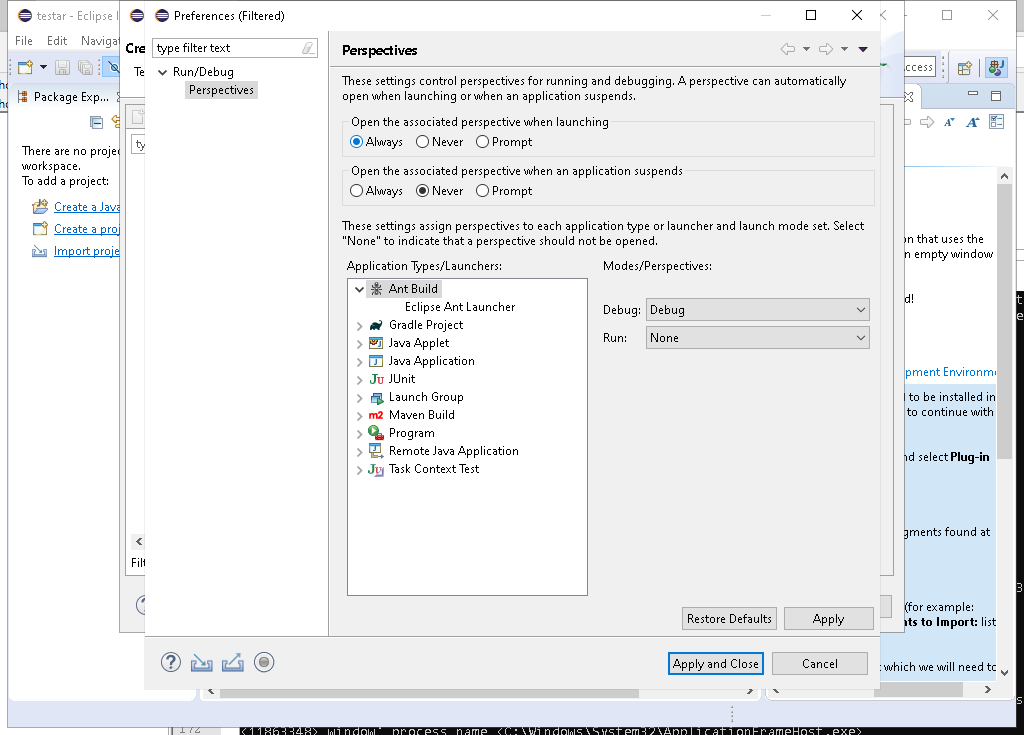 testar - Eclipse I
Preferences (Filtered)
File Edit Navigat
Cre
type filter text
Perspectives
Te
Run/Debug
Perspectives
These settings control perspectives for running and debugging. A perspective can automatically
open when launching or when an application suspends.
ccess
Package Exp...
Open the associated perspective when launching
Always Never Prompt
ty
There are no projec
workspace.
To add a project:
Create a Java
Create a proj
Import proje
Open the associated perspective when an application suspends
Always Never Prompt
These settings assign perspectives to each application type or launcher and launch mode set. Select
"None" to indicate that a perspective should not be opened.
on that uses the
n empty window
Application Types/Launchers:
Modes/Perspectives:
Ant Build
Eclipse Ant Launcher
Gradle Project
Java Applet
Java Application
JUnit
Launch Group
Maven Build
Program
Remote Java Application
Task Context Test
Debug: Debug
Run: None
d!
pment Environme
l to be installed in
to continue with
nd select Plug-in
gments found at
Filt
(for example:
nts to Import: list
Restore Defaults Apply
Apply and Close Cancel
which we will need to
172
<11863348> window' process name <C:\Windows\System32\ApplicationFrameHost.exe>